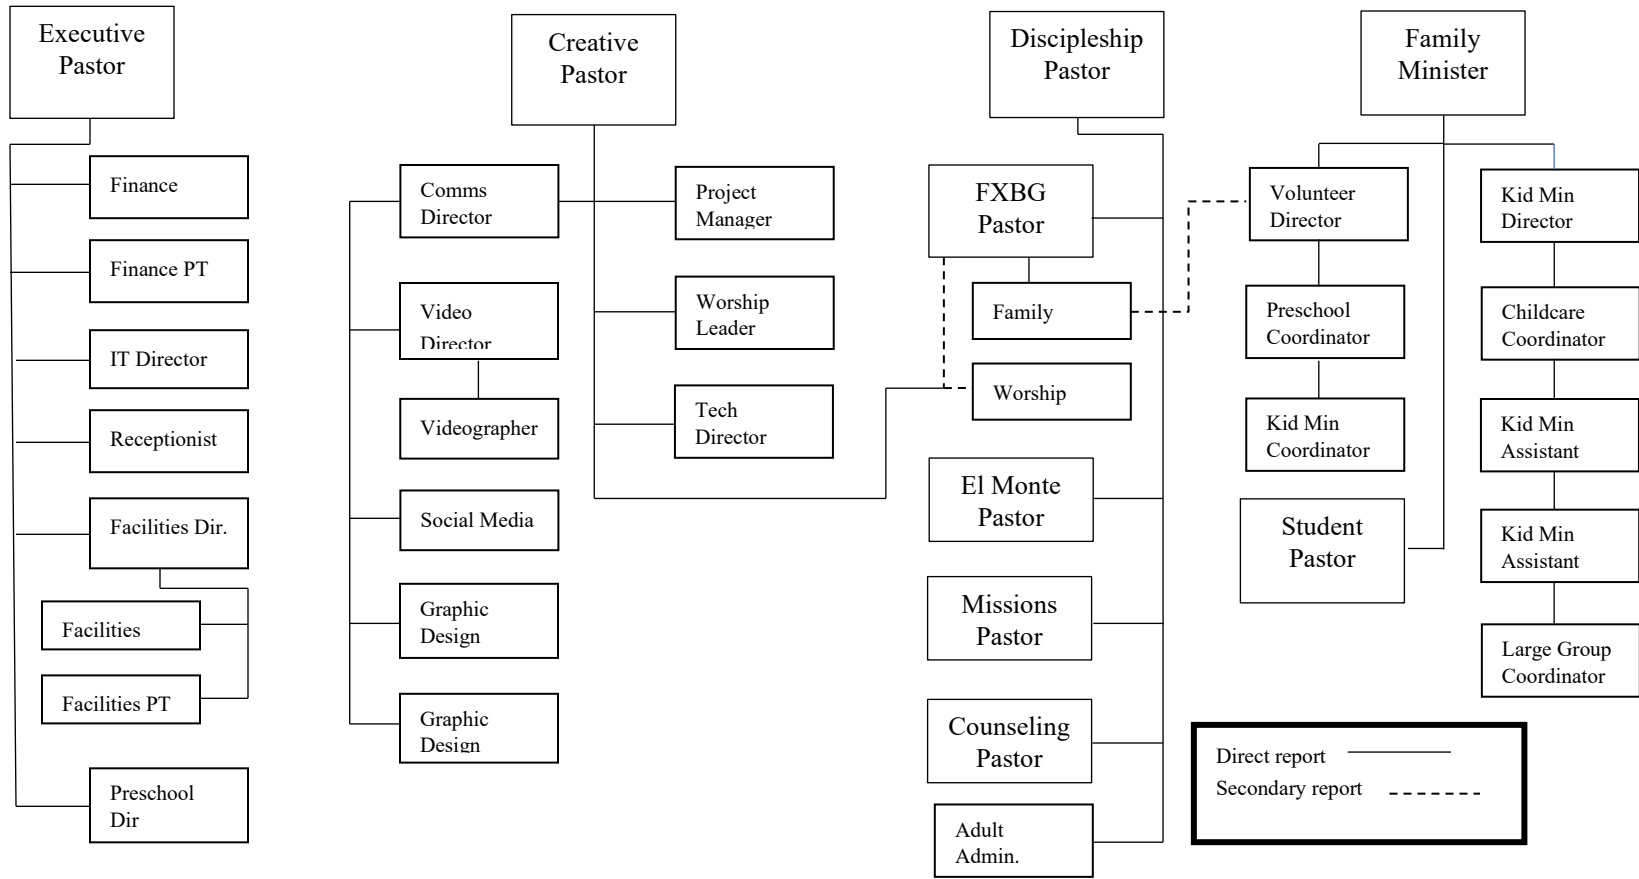 Executive
Pastor
Creative
Pastor
Discipleship
Pastor
Family
Minister
Finance
Finance PT
IT Director
Receptionist
Facilities Dir.
Facilities
Facilities PT
Preschool
Dir
Comms
Director
Video
Director
Videographer
Social Media
Graphic
Design
Graphic
Design
Project
Manager
Worship
Leader
Tech
Director
FXBG
Pastor
Family
Worship
El Monte
Pastor
Missions
Pastor
Counseling
Pastor
Adult
Admin.
Volunteer
Director
Preschool
Coordinator
Kid Min
Coordinator
Student
Pastor
Kid Min
Director
Childcare
Coordinator
Kid Min
Assistant
Kid Min
Assistant
Large Group
Coordinator
Direct report
Secondary report